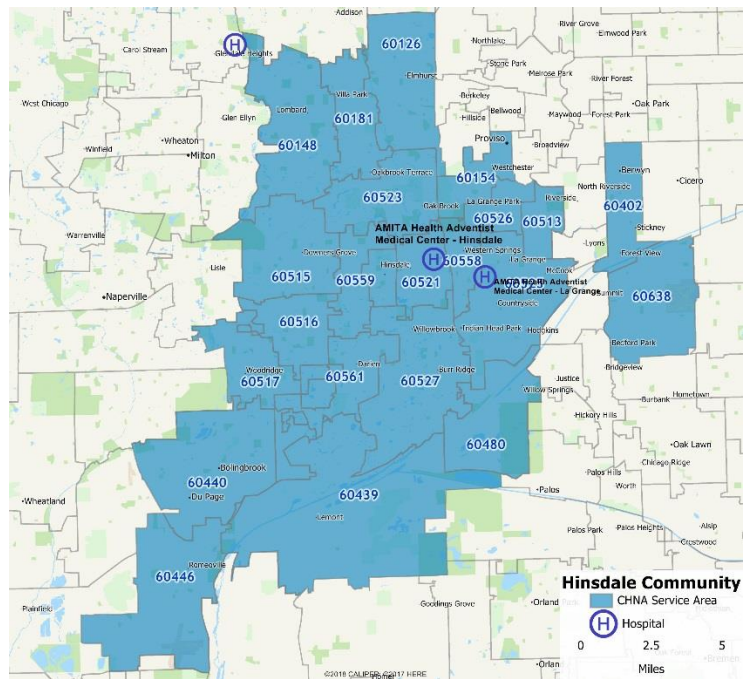 Addison
Northlake
River Grove
Elmwood Park
Carol Stream
Glendale Heights
60126
Stone Park
Elmhurst
Melrose Park
River Forest
Berkeley
Oak Park
West Chicago
Villa Park
Bellwood
Lombard
Hillside
Maywood
Forest Park
Glen Ellyn
60181
Proviso
Wheaton
60148
Broadview
Winfield
Milton
Westchester
Berwyn
Oakbrook Terrace
60154
Cicero
60523
North Riverside
Oak Brook
La Grange Park
Riverside
60402
60526
60513
Stickney
AMITA Health Adventist
Medical Center - Hinsdale
Warrenville
Western Springs
Lyons
Downers Grove
Forest View
Lisle
Hinsdale
60558
La Grange
McCook
60515
60559
60521
AMITA Health Adventist
Medical Center - La Grange
Summit
60638
Naperville
Countryside
60516
Willowbrook
Indian Head Park
Hodgkins
Bedford Park
Bridgeview
Woodridge
Darien
Burr Ridge
Justice
60517
60561
60527
Willow Springs
Hometown
Burbank
Hickory Hills
60480
Oak Lawn
Bolingbrook
Palos Hills
Chicago Ridge
60440
Worth
Du Page
60439
Palos
Wheatland
Lemont
Palos Park
Palos Heights
Alsip
Crestwood
Romeoville
60446
Plainfield
Goodings Grove
Orland
Hinsdale Community
CHNA Service Area
H Hospital
0 2.5 5
Miles
Orland
©2018 CALIPER; ©2017 HERE
Homer
Bremen